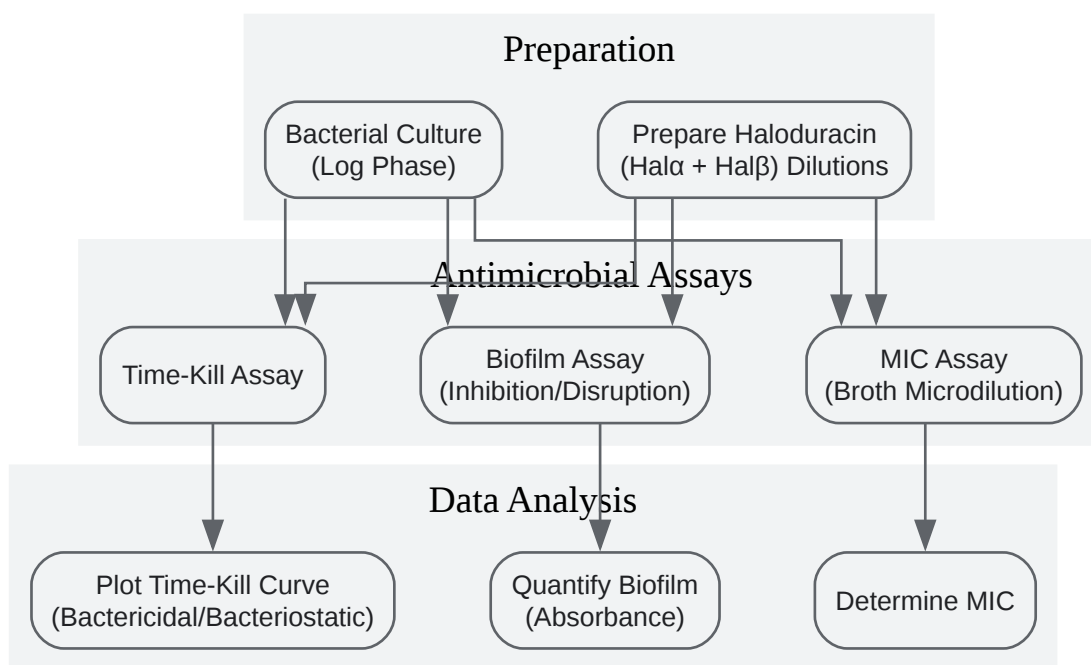 Preparation
Bacterial Culture
(Log Phase)
Prepare Haloduracin
(Halα + Halβ) Dilutions
Antimicrobial Assays
Time-Kill Assay
Biofilm Assay
(Inhibition/Disruption)
MIC Assay
(Broth Microdilution)
Data Analysis
Plot Time-Kill Curve
(Bactericidal/Bacteriostatic)
Quantify Biofilm
(Absorbance)
Determine MIC